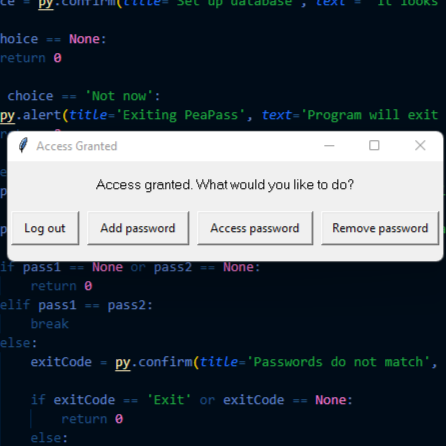 ce = py.confirm(title='Set up database', text = 'It looks
hoice == None:
return 0
choice == 'Not now':
py.alert(title='Exiting PeaPass', text='Program will exit
Access Granted
Access granted. What would you like to do?
Log out
Add password
Access password
Remove password
if pass1 == None or pass2 == None:
return 0
elif pass1 == pass2:
break
else:
exitCode = py.confirm(title='Passwords do not match',
if exitCode == 'Exit' or exitCode == None:
return 0
else: